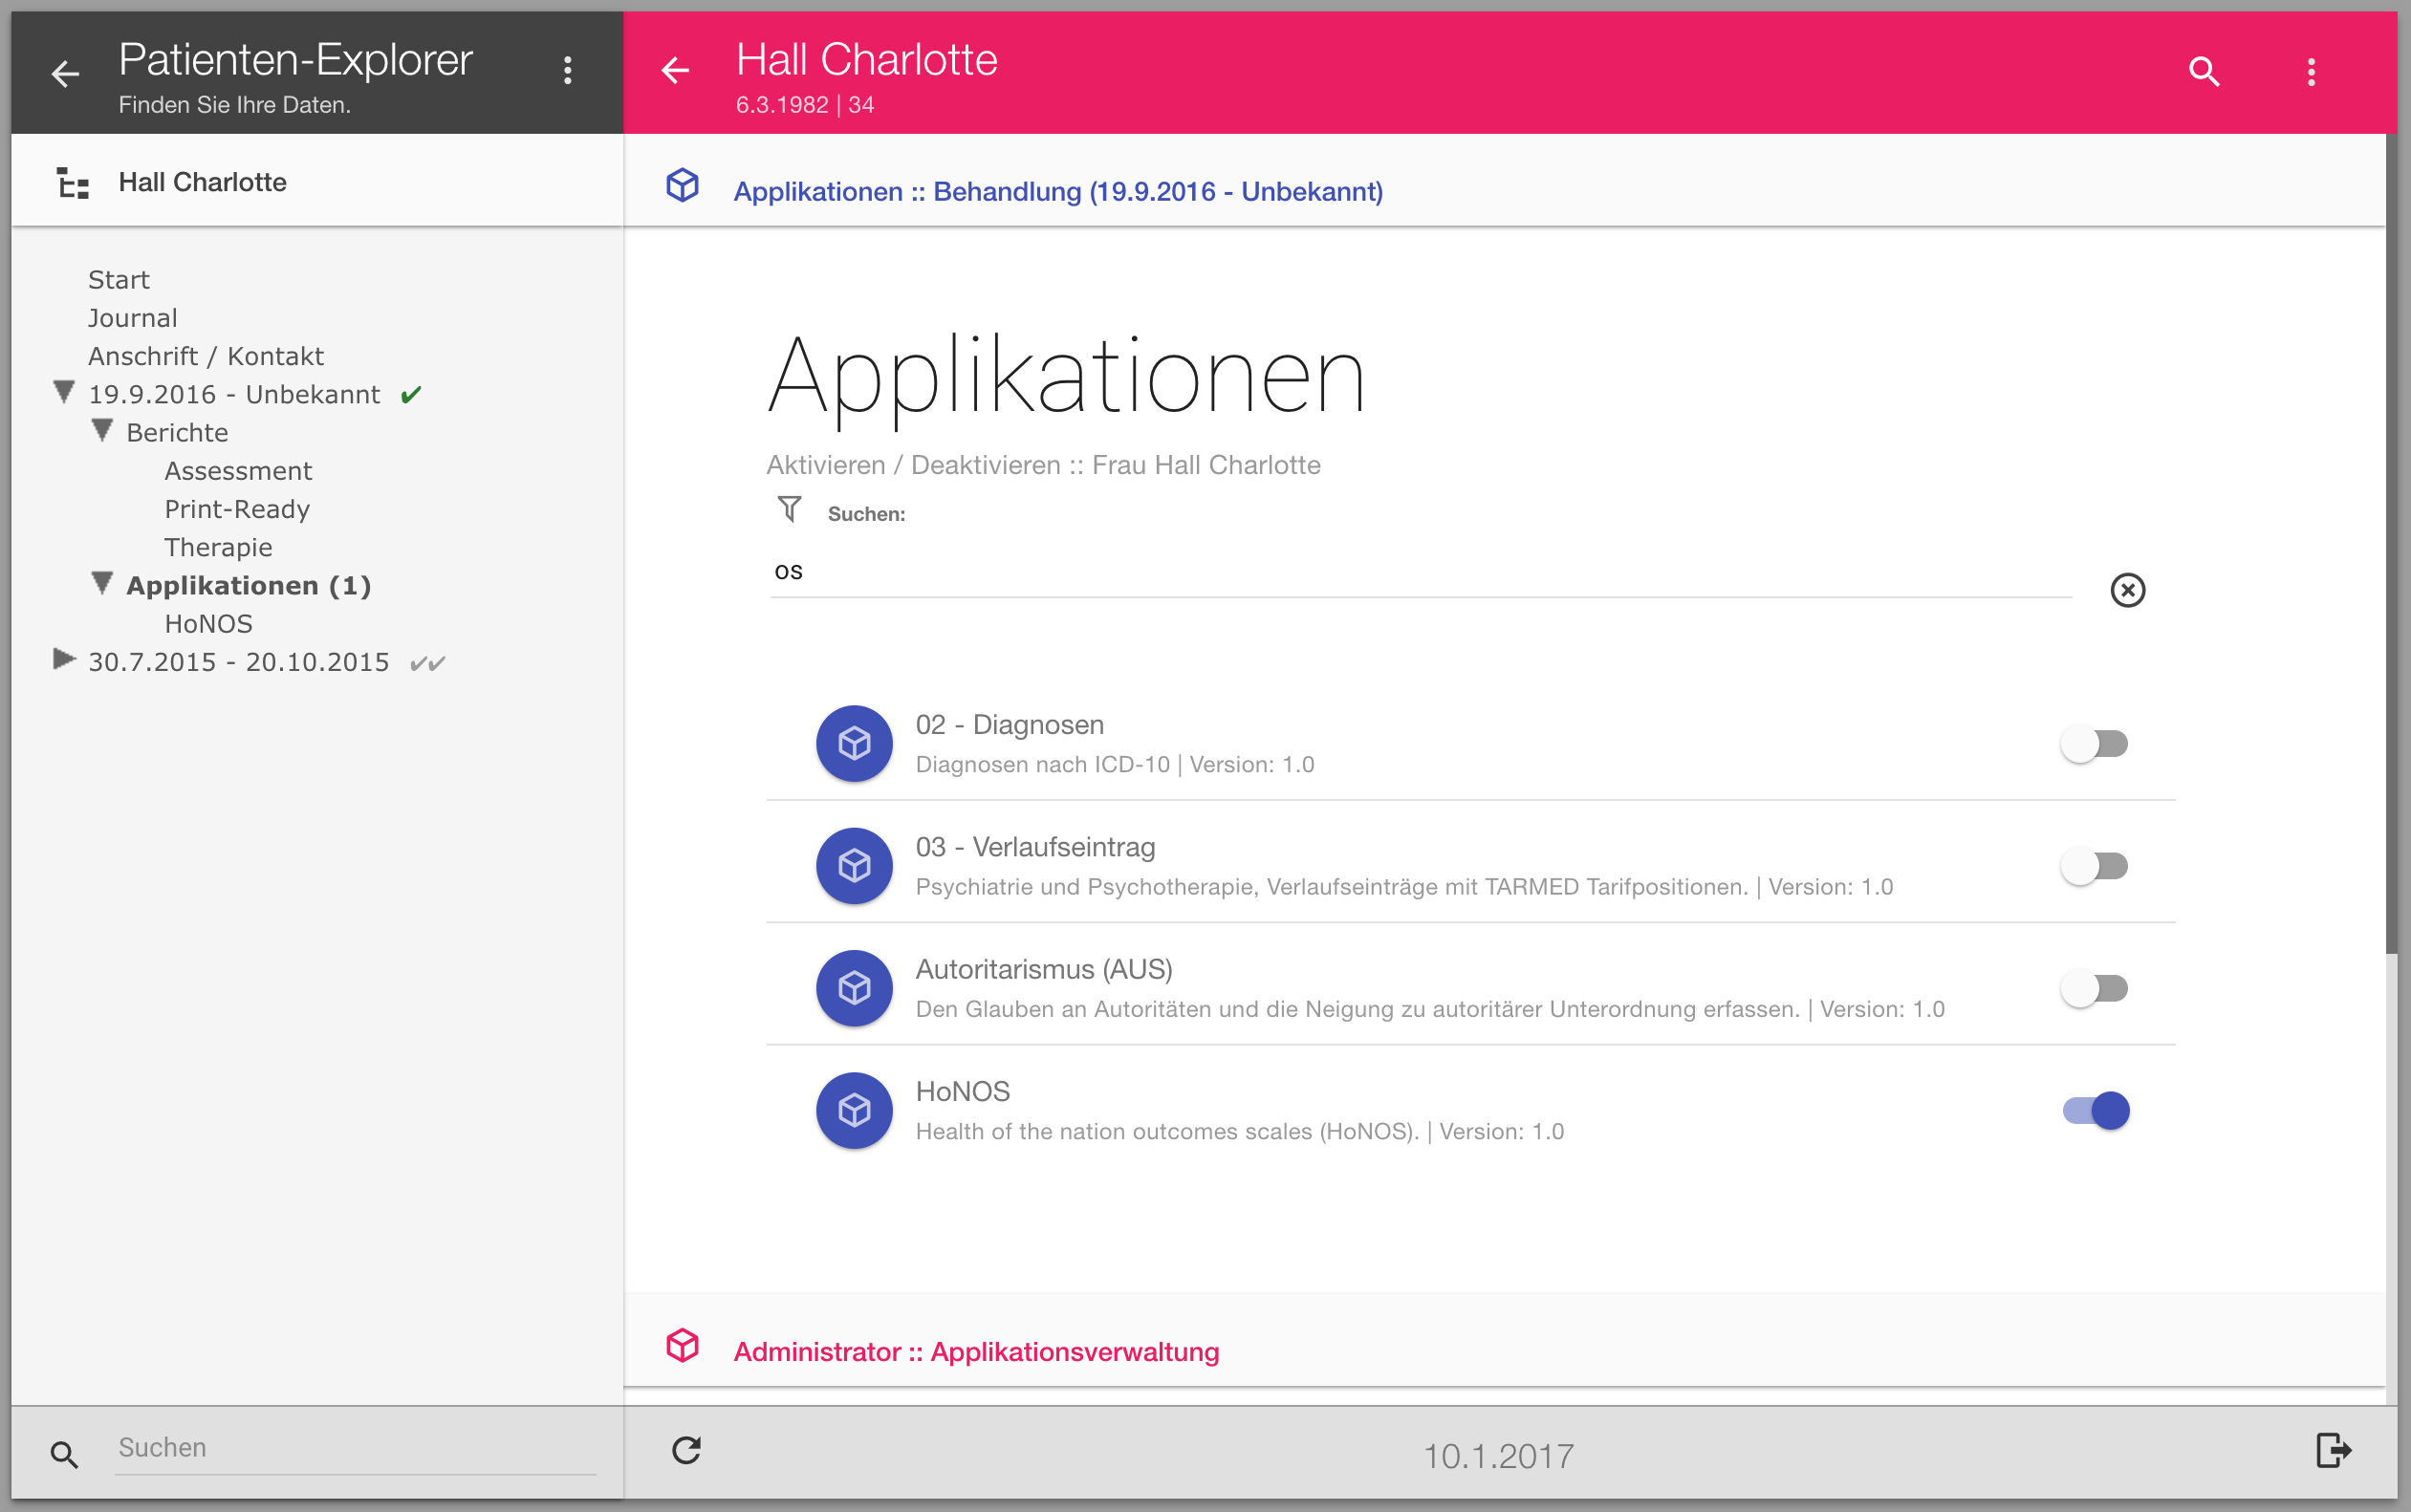 Patienten-Explorer
Finden Sie Ihre Daten.
Hall Charlotte
Start
Journal
Anschrift / Kontakt
19.9.2016 - Unbekannt ✔
Berichte
Assessment
Print-Ready
Therapie
Applikationen (1)
HoNOS
30.7.2015 - 20.10.2015 ✔✔
Suchen
Hall Charlotte
6.3.1982 | 34
Applikationen :: Behandlung (19.9.2016 - Unbekannt)
Applikationen
Aktivieren / Deaktivieren :: Frau Hall Charlotte
Suchen:
os
02 - Diagnosen
Diagnosen nach ICD-10 | Version: 1.0
03 - Verlaufseintrag
Psychiatrie und Psychotherapie, Verlaufseinträge mit TARMED Tarifpositionen. | Version: 1.0
Autoritarismus (AUS)
Den Glauben an Autoritäten und die Neigung zu autoritärer Unterordnung erfassen. | Version: 1.0
HoNOS
Health of the nation outcomes scales (HoNOS). | Version: 1.0
Administrator :: Applikationsverwaltung
10.1.2017